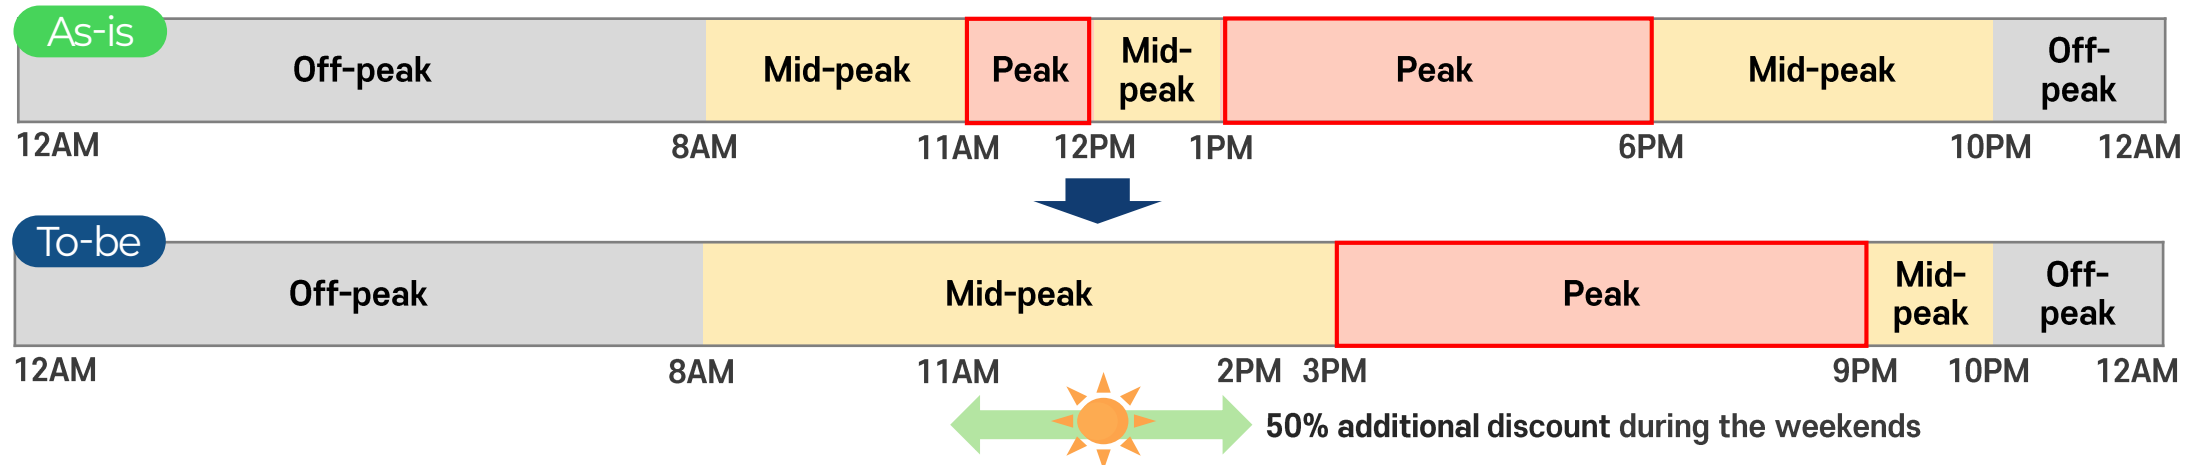 As-is
Off-peak
Mid-peak
Peak
Mid-
peak
Peak
Mid-peak
Off-
peak
12AM
8AM
11AM
12PM
1PM
6PM
10PM
12AM
To-be
Off-peak
Mid-peak
Peak
Mid-
peak
Off-
peak
12AM
8AM
11AM
2PM
3PM
9PM
10PM
12AM
50% additional discount during the weekends